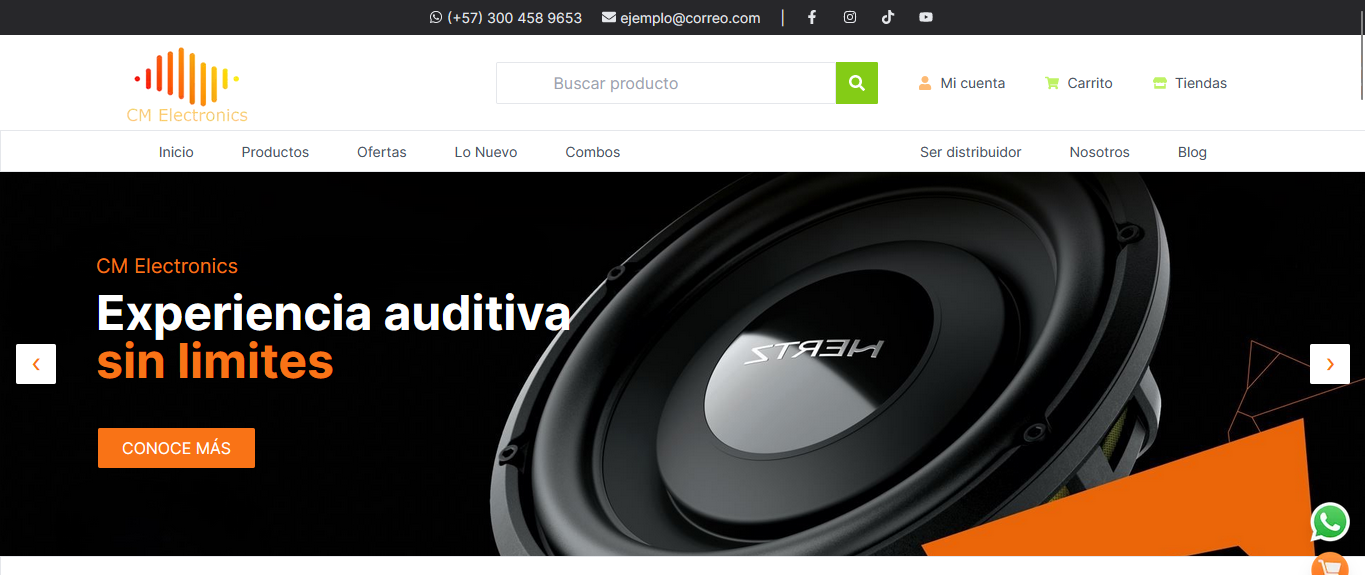 (+57) 300 458 9653 ejemplo@correo.com
CM Electronics
Buscar producto
Mi cuenta Carrito Tiendas
Inicio Productos Ofertas Lo Nuevo Combos Ser distribuidor Nosotros Blog
CM Electronics
Experiencia auditiva
sin limites
CONOCE MÁS
HERTZ